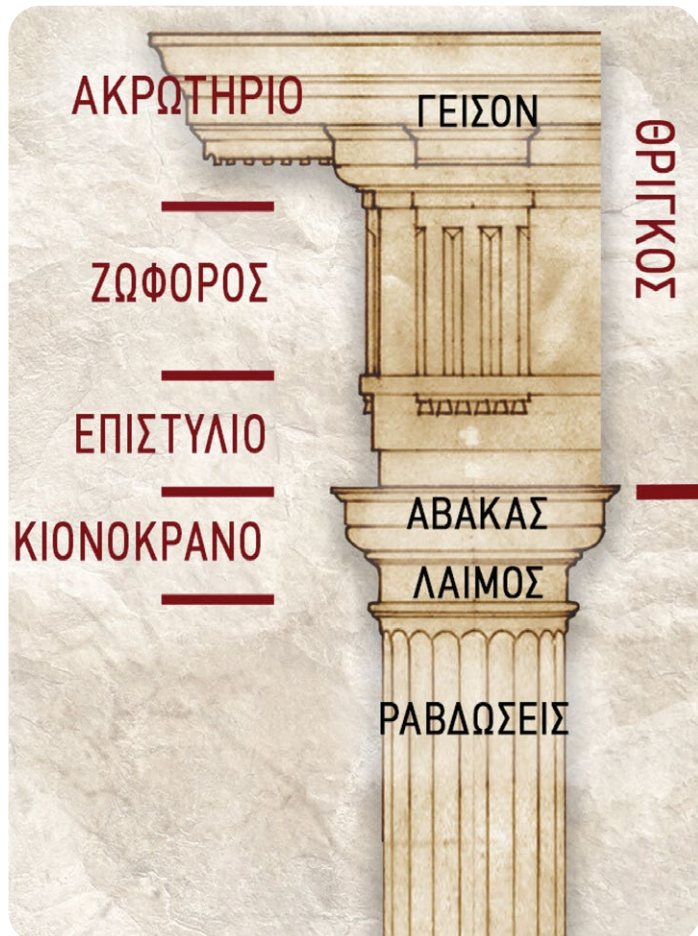 ΑΚΡΩΤΗΡΙΟ
ΓΕΙΣΟΝ
ΘΡΙΓΚΟΣ
ΖΩΦΟΡΟΣ
ΕΠΙΣΤΥΛΙΟ
ΚΙΟΝΟΚΡΑΝΟ
ΑΒΑΚΑΣ
ΛΑΙΜΟΣ
ΡΑΒΔΩΣΕΙΣ